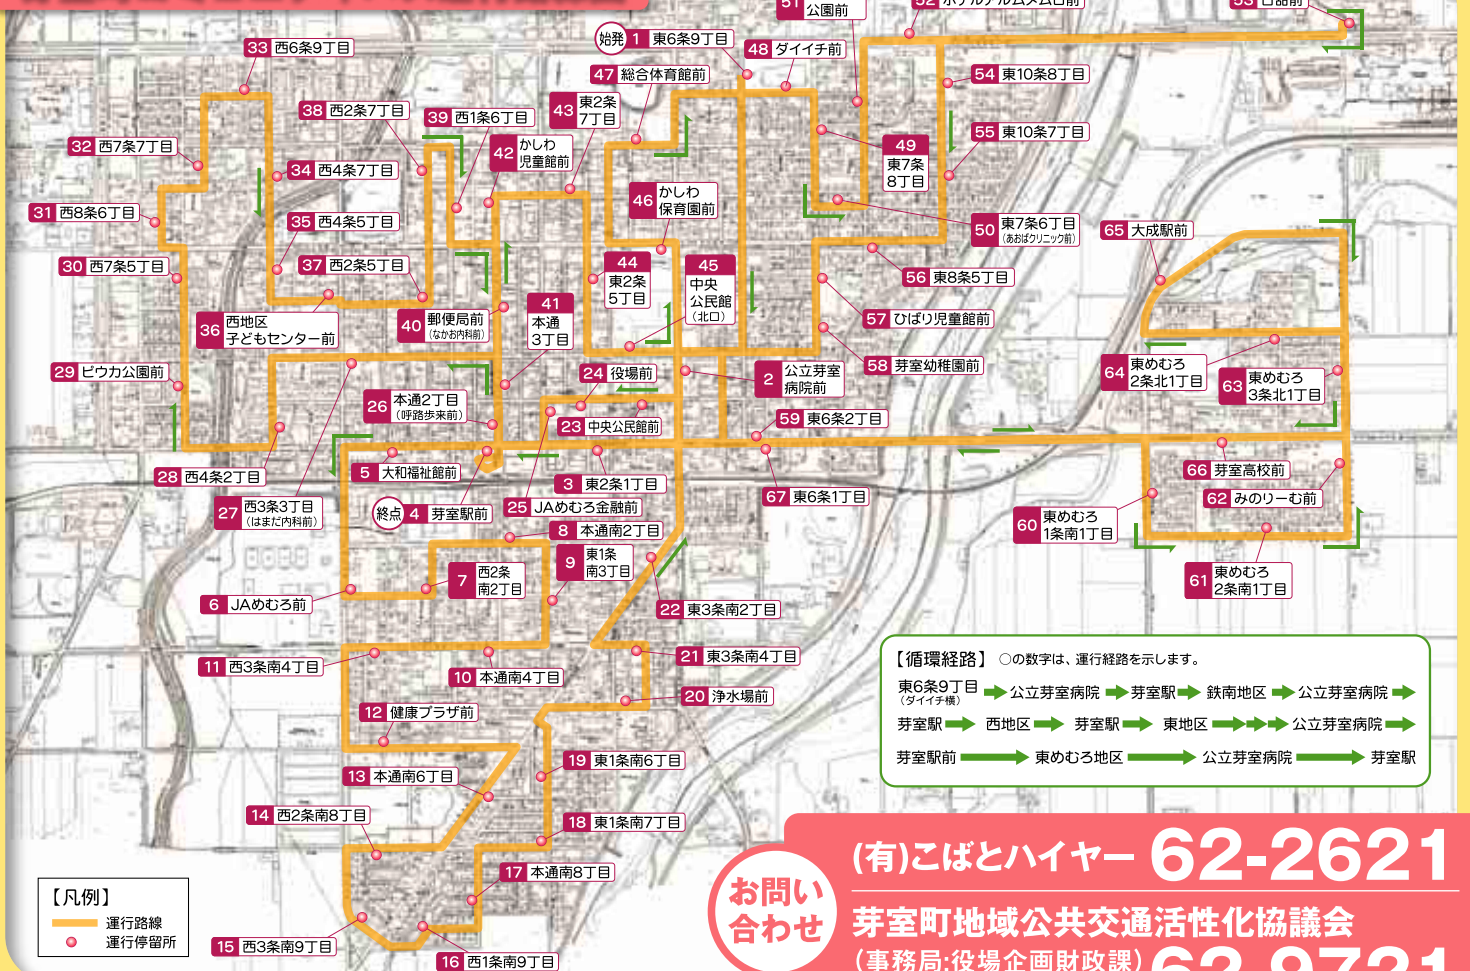 公園前
始発 1 東6条9丁目
48 ダイイチ前
33 西6条9丁目
47 総合体育館前
54 東10条8丁目
38 西2条7丁目
39 西1条6丁目
43 東2条
7丁目
55 東10条7丁目
32 西7条7丁目
42 かしわ
児童館前
49
東7条
8丁目
34 西4条7丁目
46 かしわ
保育園前
31 西8条6丁目
35 西4条5丁目
50 東7条6丁目
(あおばクリニック前)
65 大成駅前
30 西7条5丁目
37 西2条5丁目
44
東2条
5丁目
45
中央
公民館
(北口)
56 東8条5丁目
36 西地区
子どもセンター前
40 郵便局前
(なかお内科前)
41
本通
3丁目
57 ひばり児童館前
29 ピウカ公園前
24 役場前
2 公立芽室
病院前
58 芽室幼稚園前
64 東めむろ
2条北1丁目
63 東めむろ
3条北1丁目
26 本通2丁目
(呼路歩来前)
23 中央公民館前
59 東6条2丁目
28 西4条2丁目
5 大和福祉館前
3 東2条1丁目
66 芽室高校前
67 東6条1丁目
62 みのりーむ前
27 西3条3丁目
(はまだ内科前)
終点 4 芽室駅前
25 JAめむろ金融前
60 東めむろ
1条南1丁目
8 本通南2丁目
9 東1条
南3丁目
7 西2条
南2丁目
61 東めむろ
2条南1丁目
6 JAめむろ前
22 東3条南2丁目
11 西3条南4丁目
21 東3条南4丁目
10 本通南4丁目
20 浄水場前
12 健康プラザ前
【循環経路】 ○の数字は、運行経路を示します。
東6条9丁目
(ダイイチ横)
公立芽室病院 芽室駅 鉄南地区 公立芽室病院
芽室駅 西地区 芽室駅 東地区 公立芽室病院
芽室駅前 東めむろ地区 公立芽室病院 芽室駅
19 東1条南6丁目
13 本通南6丁目
14 西2条南8丁目
18 東1条南7丁目
17 本通南8丁目
15 西3条南9丁目
16 西1条南9丁目
【凡例】
運行路線
運行停留所
お問い
合わせ
(有)こばとハイヤー 62-2621
芽室町地域公共交通活性化協議会
(事務局:役場企画財政課) 62-9721